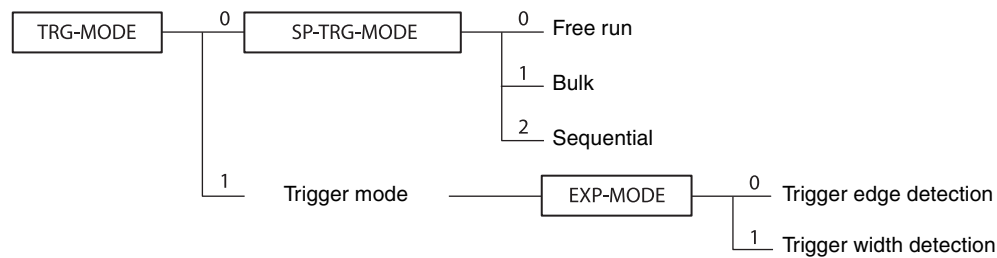 TRG-MODE 0 SP-TRG-MODE 0 Free run
1 Bulk
2 Sequential
1 Trigger mode EXP-MODE 0 Trigger edge detection
1 Trigger width detection